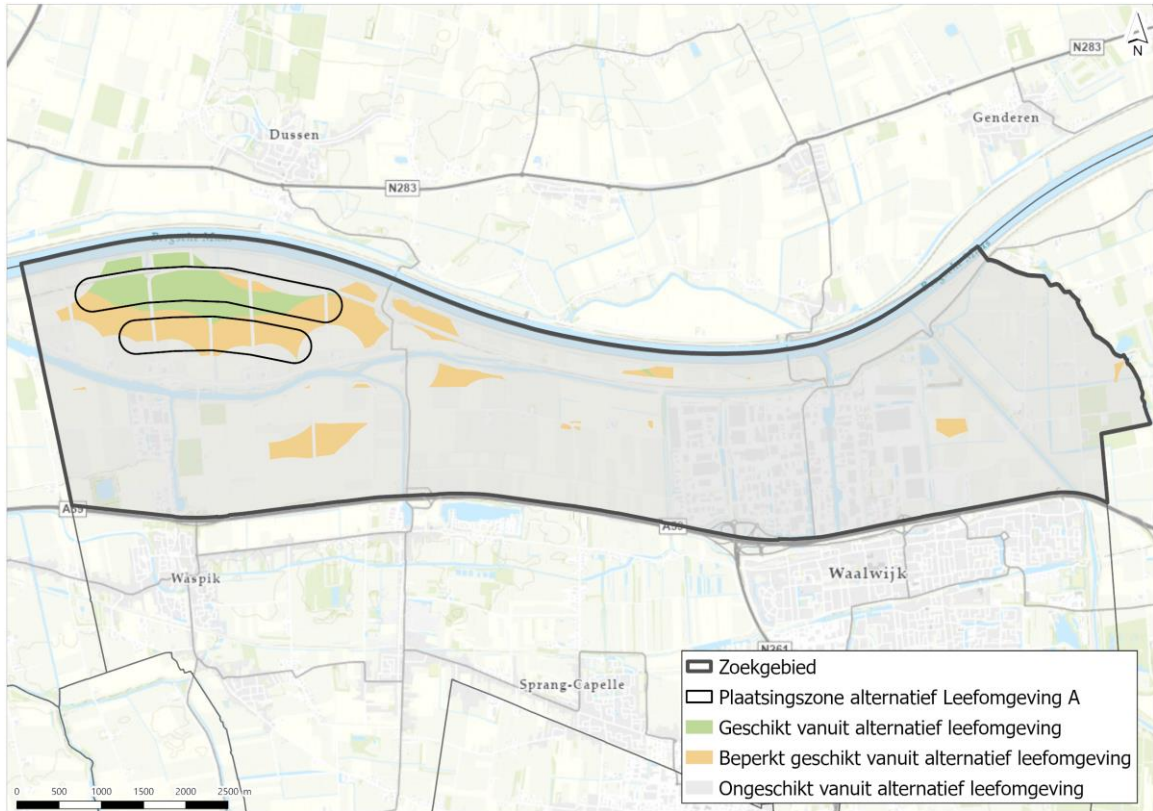 N283
N
Genderen
Dussen
N283
A59
Waspik
Waalwijk
Sprang-Capelle
N261
Zoekgebied
Plaatsingszone alternatief Leefomgeving A
Geschikt vanuit alternatief leefomgeving
Beperkt geschikt vanuit alternatief leefomgeving
Ongeschikt vanuit alternatief leefomgeving
0 500 1000 1500 2000 2500 m